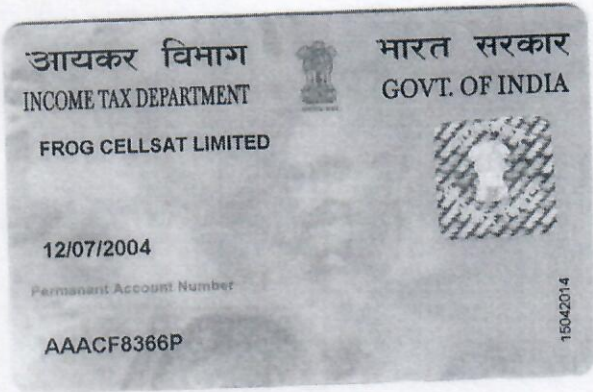 आयकर विभाग
INCOME TAX DEPARTMENT
भारत सरकार
GOVT. OF INDIA
FROG CELLSAT LIMITED
12/07/2004
Permanent Account Number
AAACF8366P
15042014